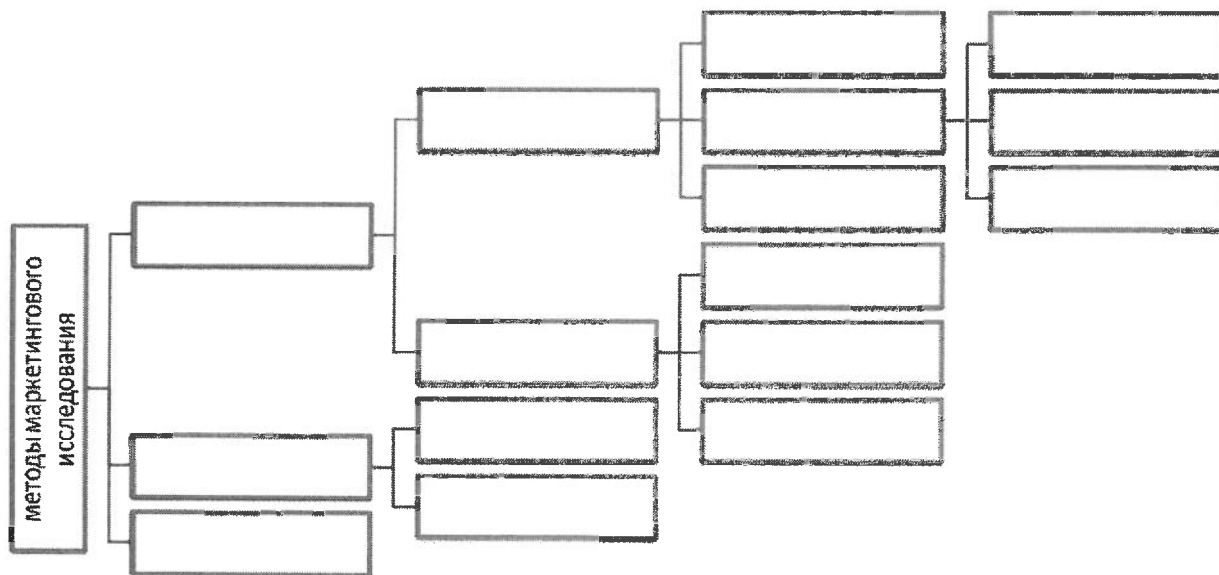 методы маркетингового
исследования